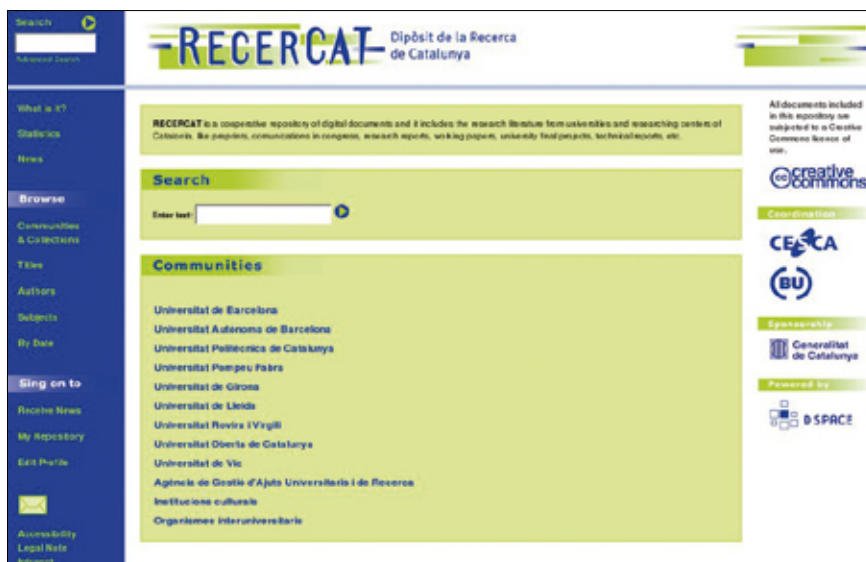 Search
Advanced Search
What is it?
Statistics
News
Browse
Communities
& Collections
Titles
Authors
Subjects
By Date
Sing on to
Receive News
My Repository
Edit Profile
Accessibility
Legal Note
RECERCAT
Dipòsit de la Recerca
de Catalunya
RECERCAT is a cooperative repository of digital documents and it includes the research literature from universities and researching centers of
Catalonia, like preprints, comunications in congress, research reports, working papers, university final projects, technical reports, etc.
Search
Enter text:
Communities
Universitat de Barcelona
Universitat Autònoma de Barcelona
Universitat Politècnica de Catalunya
Universitat Pompeu Fabra
Universitat de Girona
Universitat de Lleida
Universitat Rovira i Virgili
Universitat Oberta de Catalunya
Universitat de Vic
Agència de Gestió d'Ajuts Universitaris i de Recerca
Institucions culturals
Organismes interuniversitaris
All documents included
in this repository are
subjected to a Creative
Commons licence of
use.
cc creative
commons
Coordination
CESCA
(BU)
Sponsorship
Generalitat
de Catalunya
Powered by
DSPACE